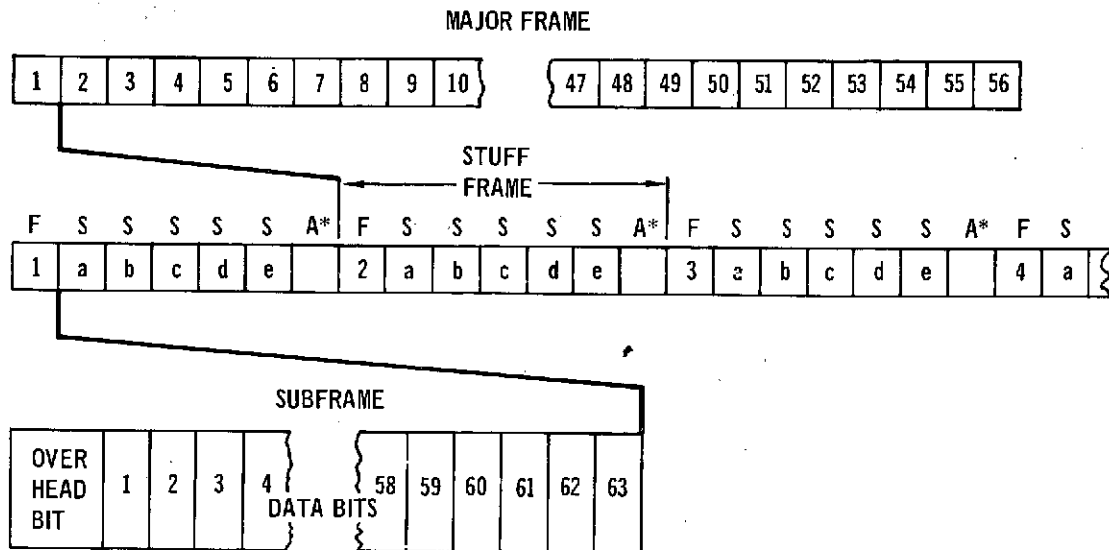 MAJOR FRAME
1 2 3 4 5 6 7 8 9 10 47 48 49 50 51 52 53 54 55 56
STUFF
FRAME
F S S S S S A* F S S S S S A* F S S S S S A* F S
1 a b c d e 2 a b c d e 3 a b c d e 4 a
SUBFRAME
OVER
HEAD
BIT
1 2 3 4 58 59 60 61 62 63
DATA BITS